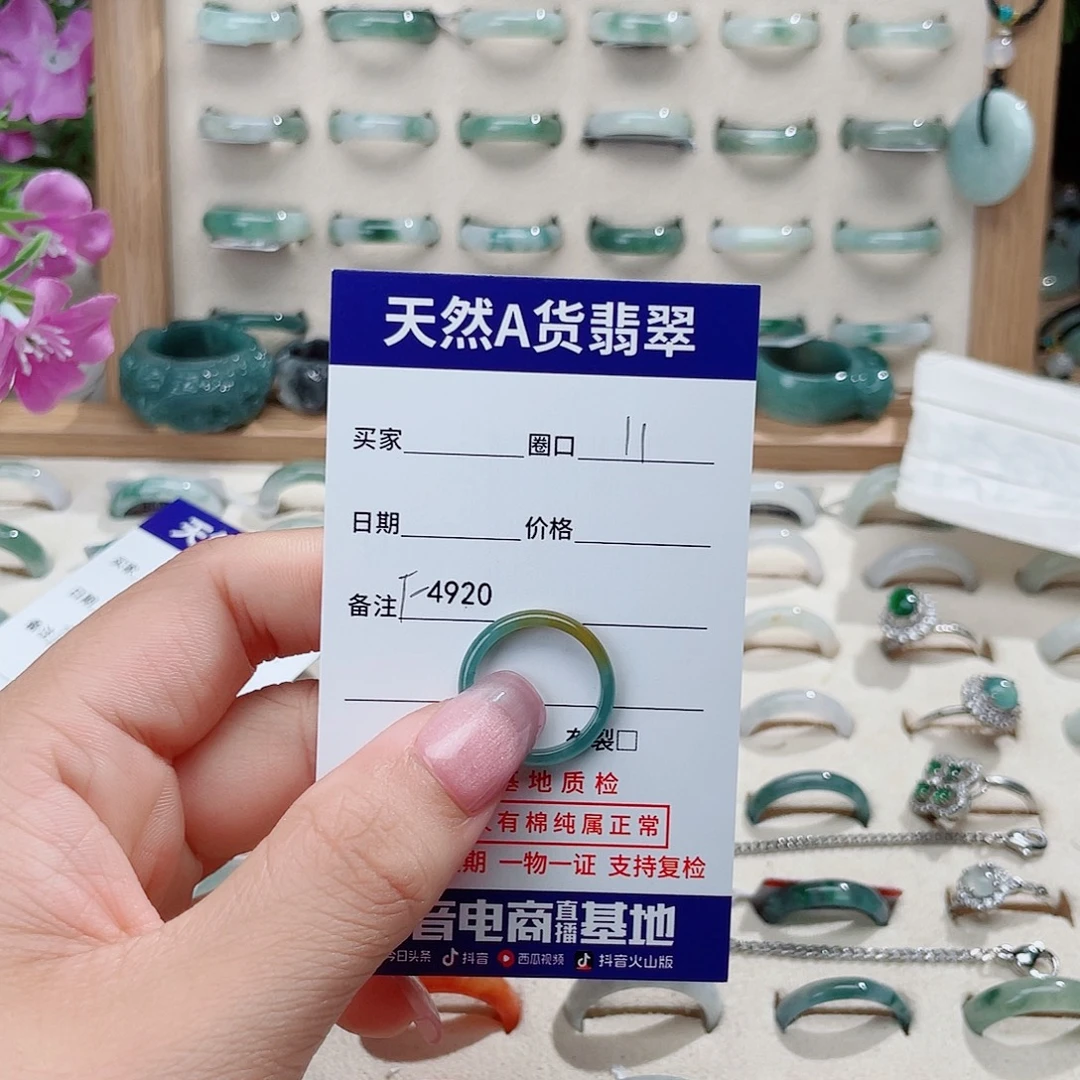 天然A货翡翠
买家 圈口 11
日期 价格
备注 4920
裂□
基地质检
有棉纯属正常
期 一物一证 支持复检
音电商直播基地
今日头条 抖音 西瓜视频 抖音火山版